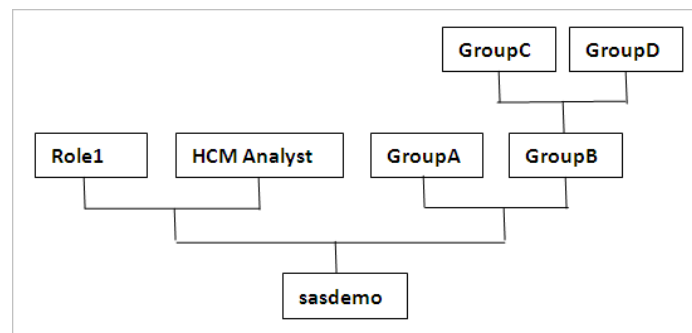 GroupC
GroupD
Role1
HCM Analyst
GroupA
GroupB
sasdemo